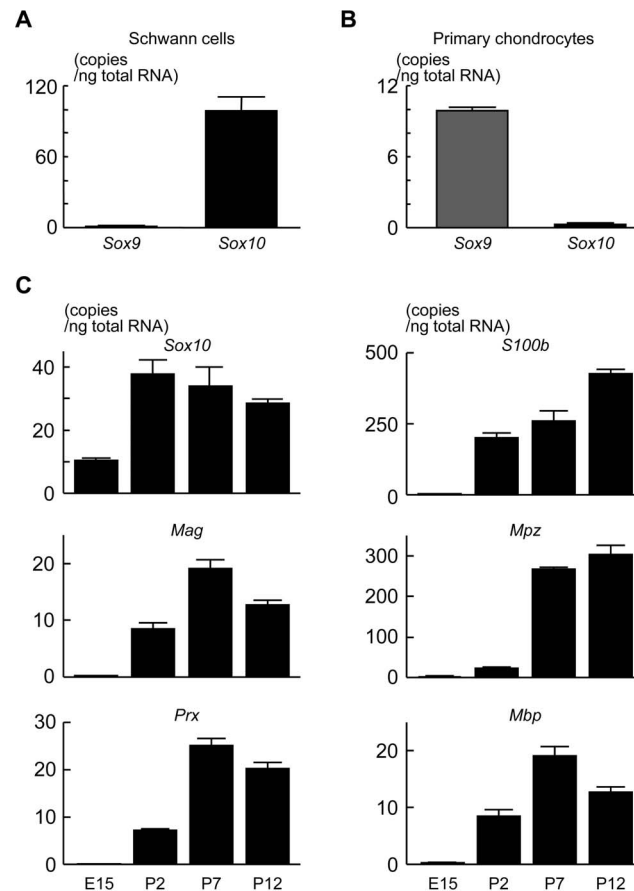 A
Schwann cells
(copies
/ng total RNA)
120
60
0
Sox9
Sox10
B
Primary chondrocytes
(copies
/ng total RNA)
12
6
0
Sox9
Sox10
C
(copies
/ng total RNA)
Sox10
40
20
0
(copies
/ng total RNA)
S100b
500
250
0
Mag
20
10
0
Mpz
300
200
100
0
Prx
30
20
10
0
E15 P2 P7 P12
Mbp
20
10
0
E15 P2 P7 P12